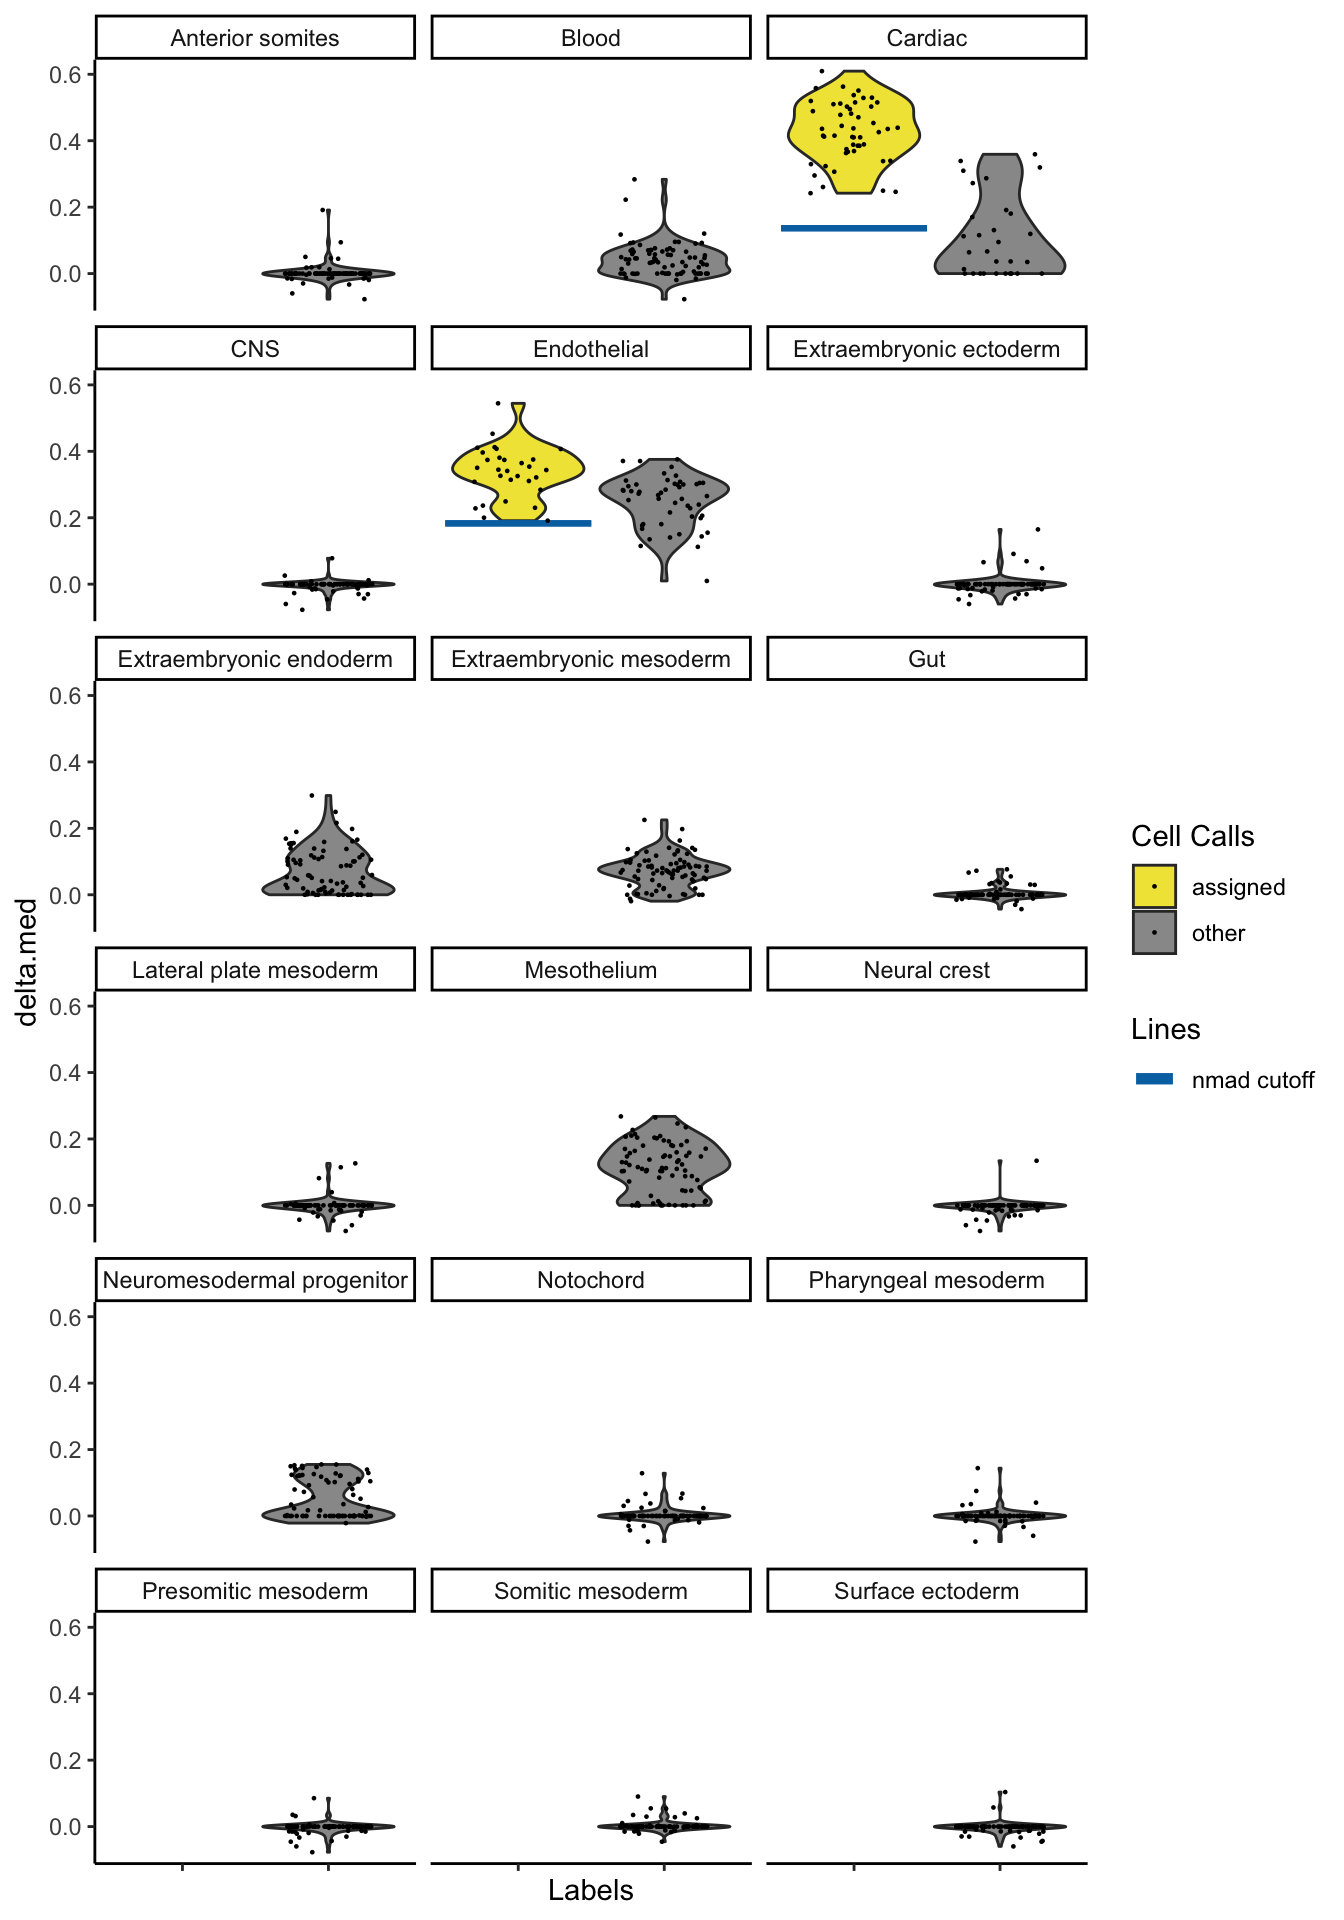 Anterior somites
Blood
Cardiac
0.6
0.4
0.2
0.0
CNS
Endothelial
Extraembryonic ectoderm
0.6
0.4
0.2
0.0
Extraembryonic endoderm
Extraembryonic mesoderm
Gut
0.6
0.4
0.2
0.0
Lateral plate mesoderm
Mesothelium
Neural crest
0.6
0.4
0.2
0.0
Neuromesodermal progenitor
Notochord
Pharyngeal mesoderm
0.6
0.4
0.2
0.0
Presomitic mesoderm
Somitic mesoderm
Surface ectoderm
0.6
0.4
0.2
0.0
delta.med
Labels
Cell Calls
assigned
other
Lines
nmad cutoff